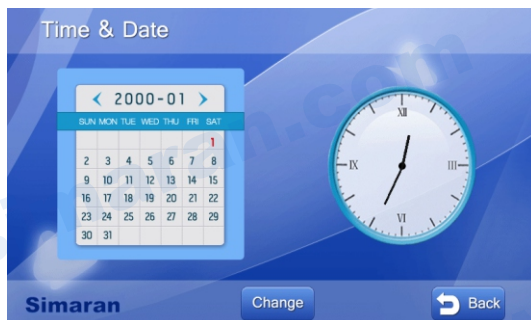 Time & Date
2000-01
SUN MON TUE WED THU FRI SAT
1
2 3 4 5 6 7 8
9 10 11 12 13 14 15
16 17 18 19 20 21 22
23 24 25 26 27 28 29
30 31
XII
IX III
VI
Simaran Change Back